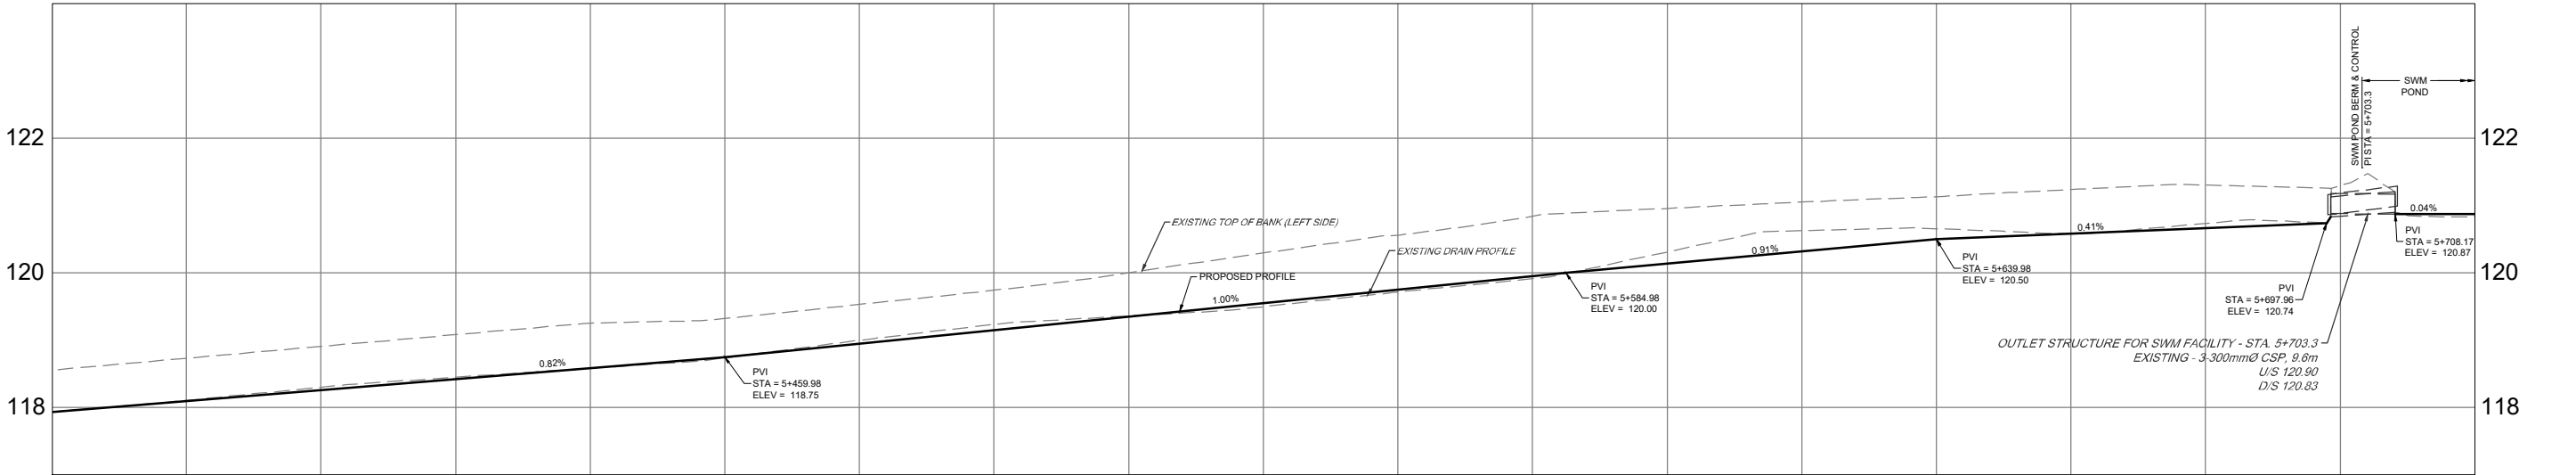 SWM POND BERM & CONTROL
PI STA = 5+703.3
SWM
POND
122
122
EXISTING TOP OF BANK (LEFT SIDE)
EXISTING DRAIN PROFILE
PROPOSED PROFILE
0.04%
0.41%
0.91%
1.00%
0.82%
PVI
STA = 5+708.17
ELEV = 120.87
120
120
PVI
STA = 5+639.98
ELEV = 120.50
PVI
STA = 5+584.98
ELEV = 120.00
PVI
STA = 5+697.96
ELEV = 120.74
OUTLET STRUCTURE FOR SWM FACILITY - STA. 5+703.3
EXISTING - 3-300mmØ CSP, 9.6m
U/S 120.90
D/S 120.83
PVI
STA = 5+459.98
ELEV = 118.75
118
118